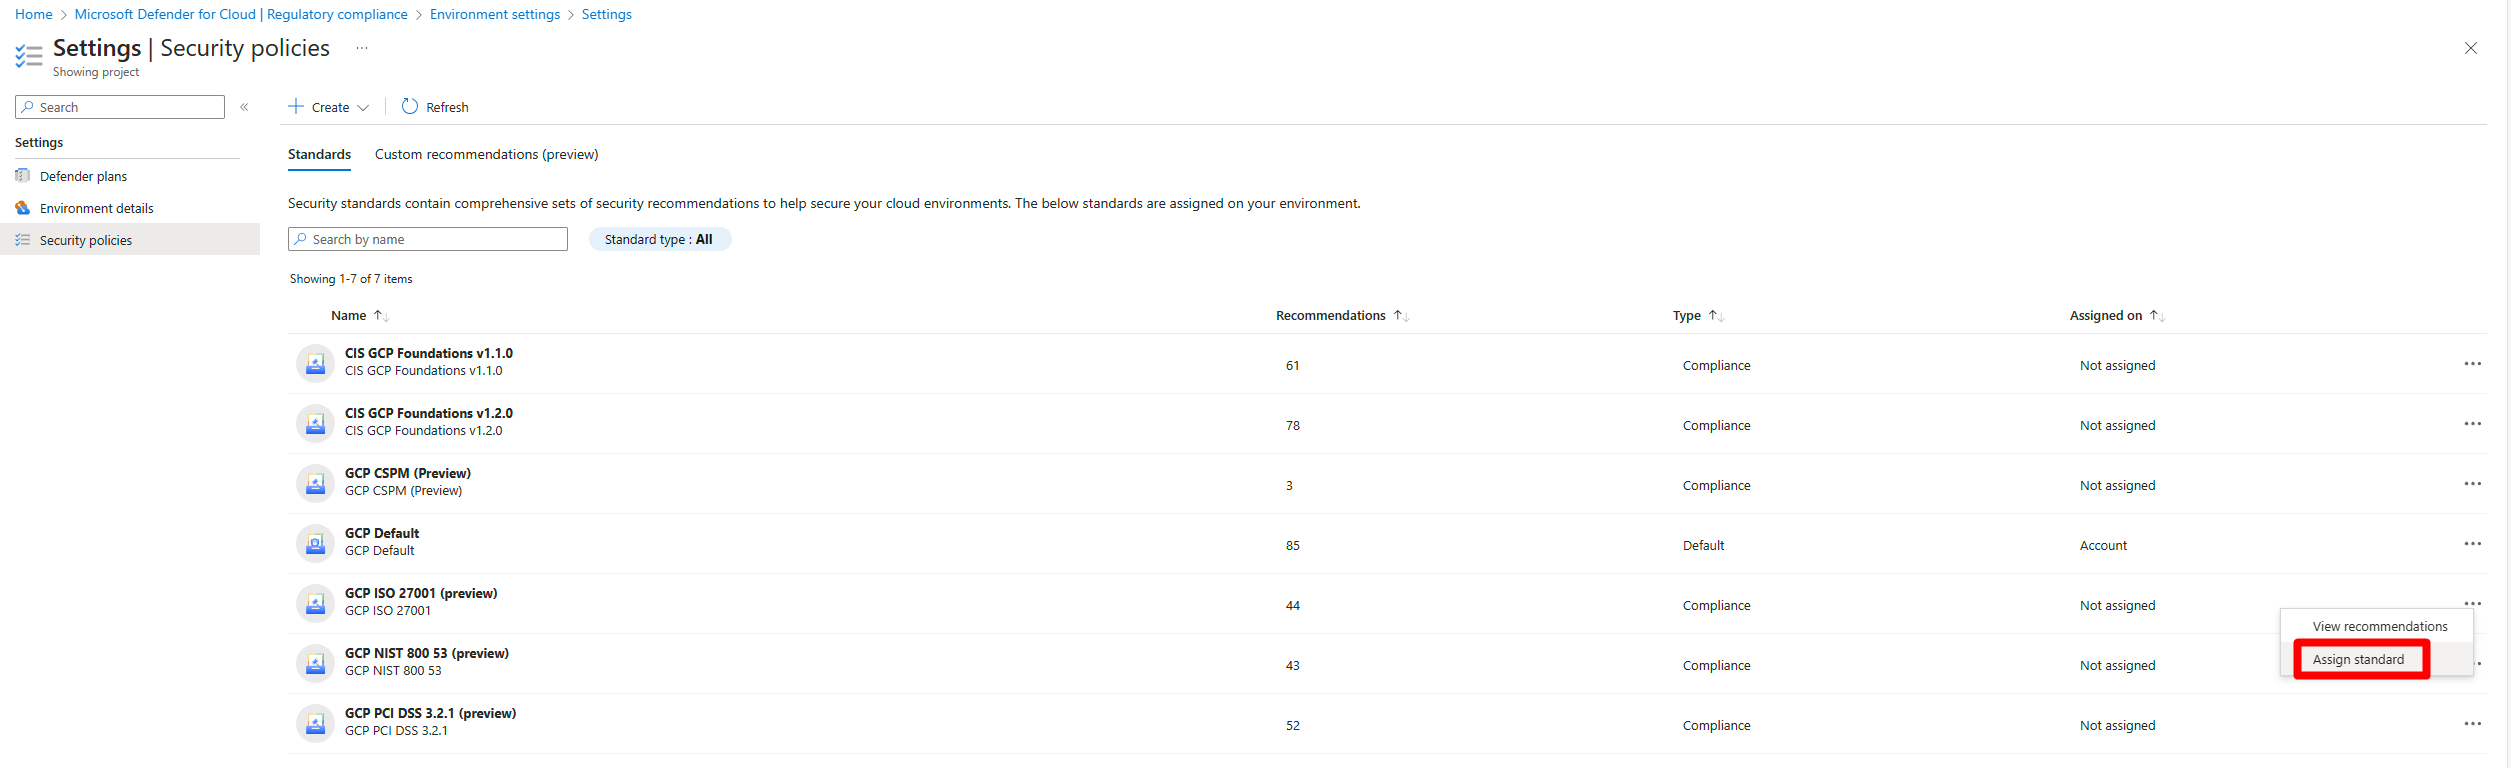 Home > Microsoft Defender for Cloud | Regulatory compliance > Environment settings > Settings
Settings | Security policies ...
Showing project
Search «
Create Refresh
Settings
Defender plans
Environment details
Security policies
Standards Custom recommendations (preview)
Security standards contain comprehensive sets of security recommendations to help secure your cloud environments. The below standards are assigned on your environment.
Search by name Standard type : All
Showing 1-7 of 7 items
Name ↑↓ Recommendations ↑↓ Type ↑↓ Assigned on ↑↓
CIS GCP Foundations v1.1.0
CIS GCP Foundations v1.1.0
61 Compliance Not assigned ...
CIS GCP Foundations v1.2.0
CIS GCP Foundations v1.2.0
78 Compliance Not assigned ...
GCP CSPM (Preview)
GCP CSPM (Preview)
3 Compliance Not assigned ...
GCP Default
GCP Default
85 Default Account ...
GCP ISO 27001 (preview)
GCP ISO 27001
44 Compliance Not assigned ...
View recommendations
Assign standard
GCP NIST 800 53 (preview)
GCP NIST 800 53
43 Compliance Not assigned
GCP PCI DSS 3.2.1 (preview)
GCP PCI DSS 3.2.1
52 Compliance Not assigned ...